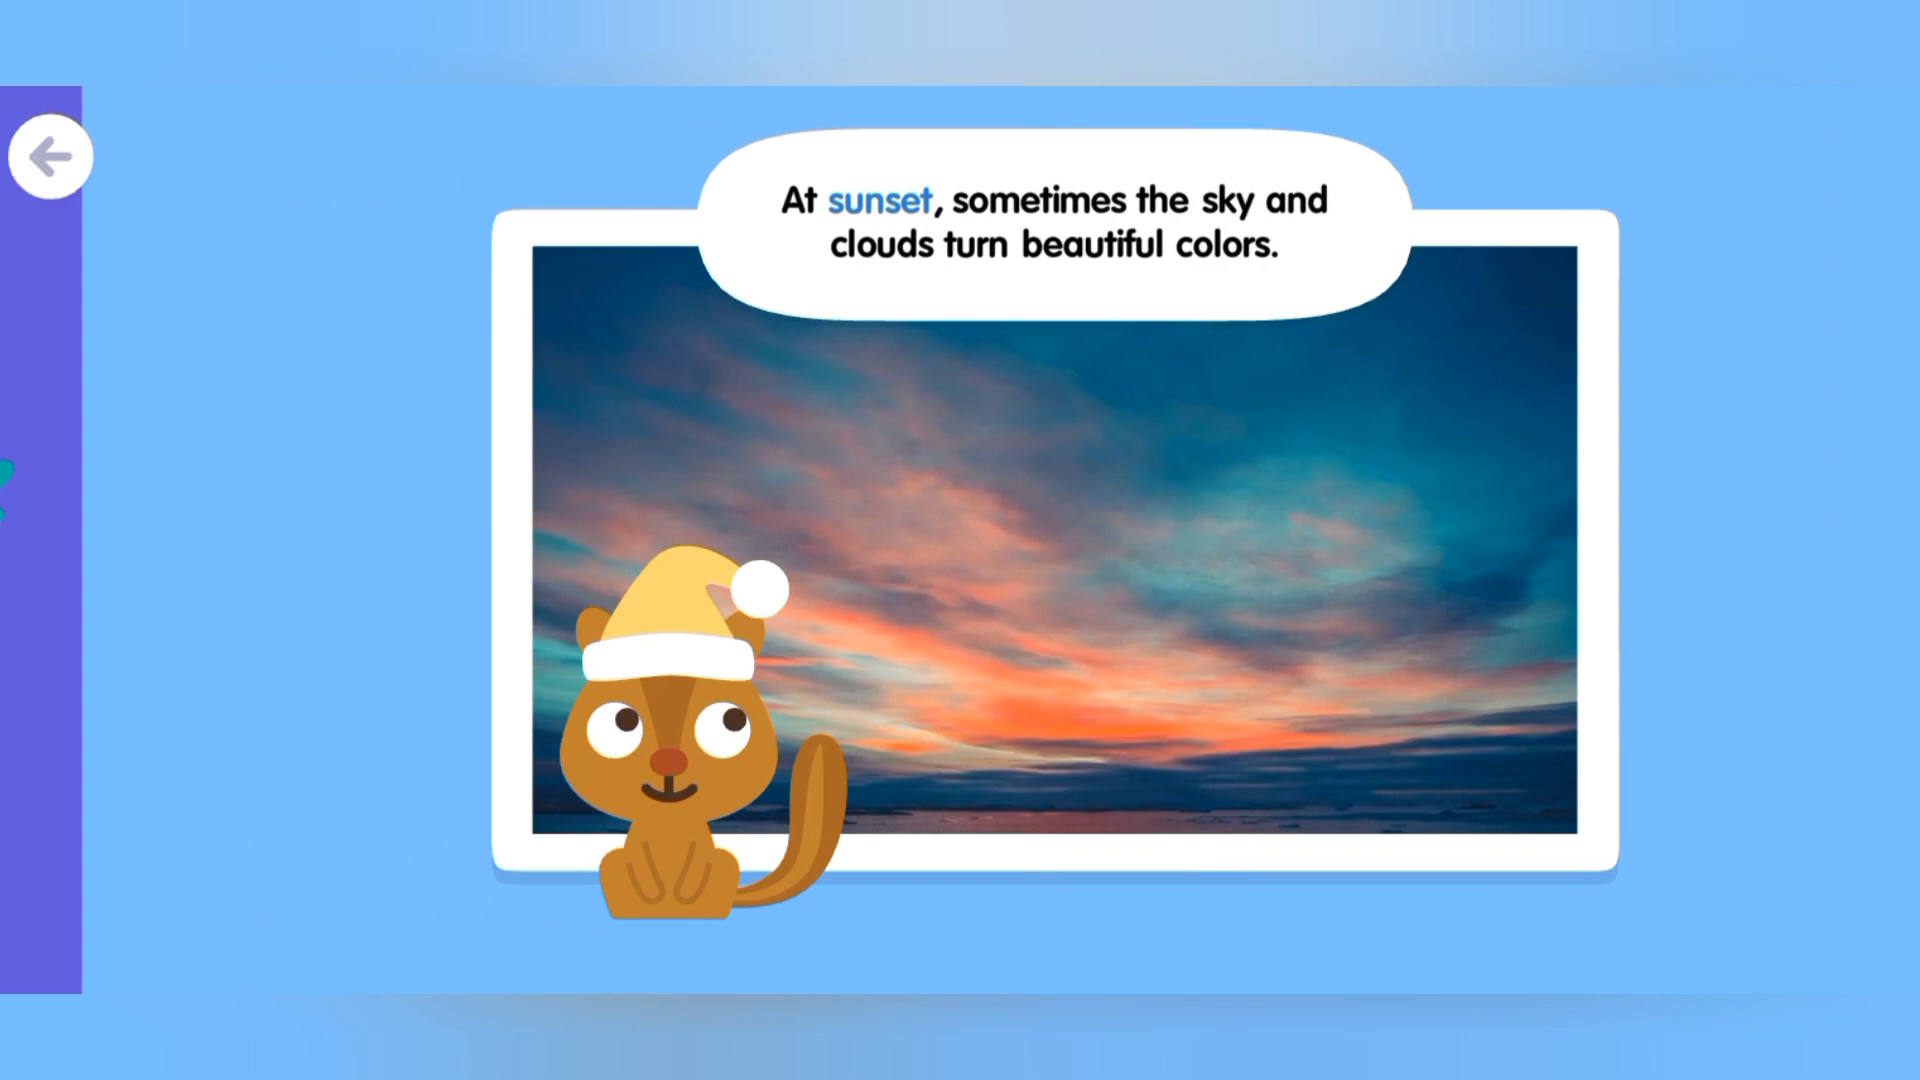 At sunset, sometimes the sky and
clouds turn beautiful colors.